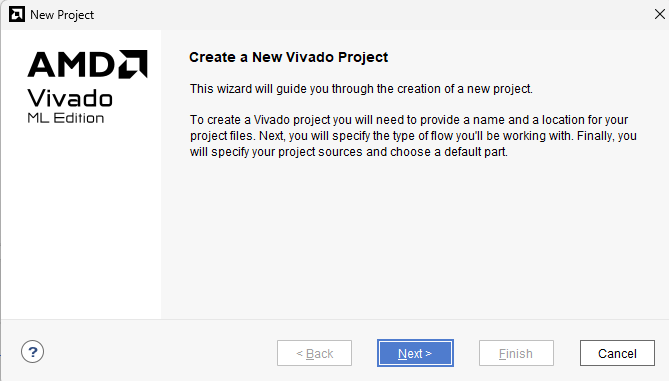 New Project
AMD
Vivado
ML Edition
Create a New Vivado Project
This wizard will guide you through the creation of a new project.
To create a Vivado project you will need to provide a name and a location for your
project files. Next, you will specify the type of flow you'll be working with. Finally, you
will specify your project sources and choose a default part.
?
< Back
Next >
Finish
Cancel